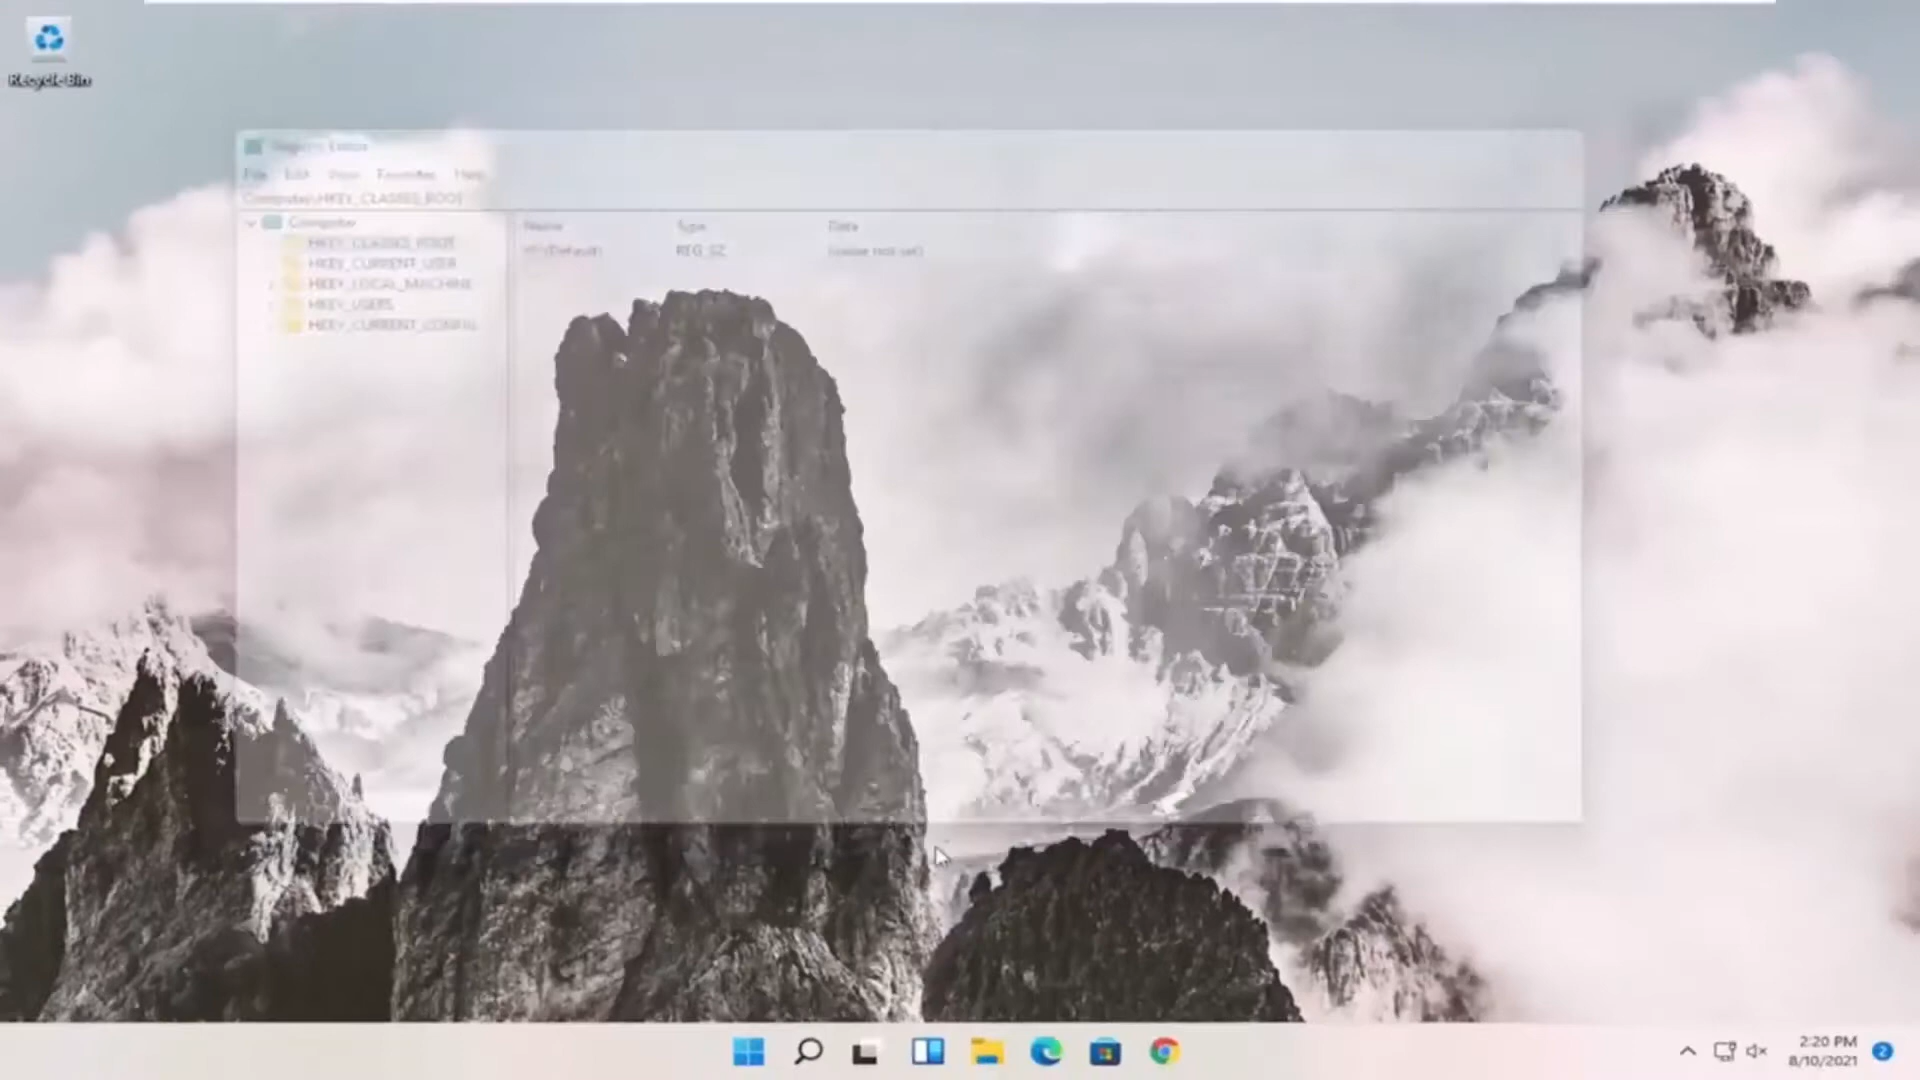 Recycle Bin
Registry Editor
File Edit View Favorites Help
Computer\HKEY_CLASSES_ROOT
Computer
Name Type Data
HKEY_CLASSES_ROOT
(Default) REG_SZ (value not set)
HKEY_CURRENT_USER
HKEY_LOCAL_MACHINE
HKEY_USERS
HKEY_CURRENT_CONFIG
2:20 PM
8/10/2021
2